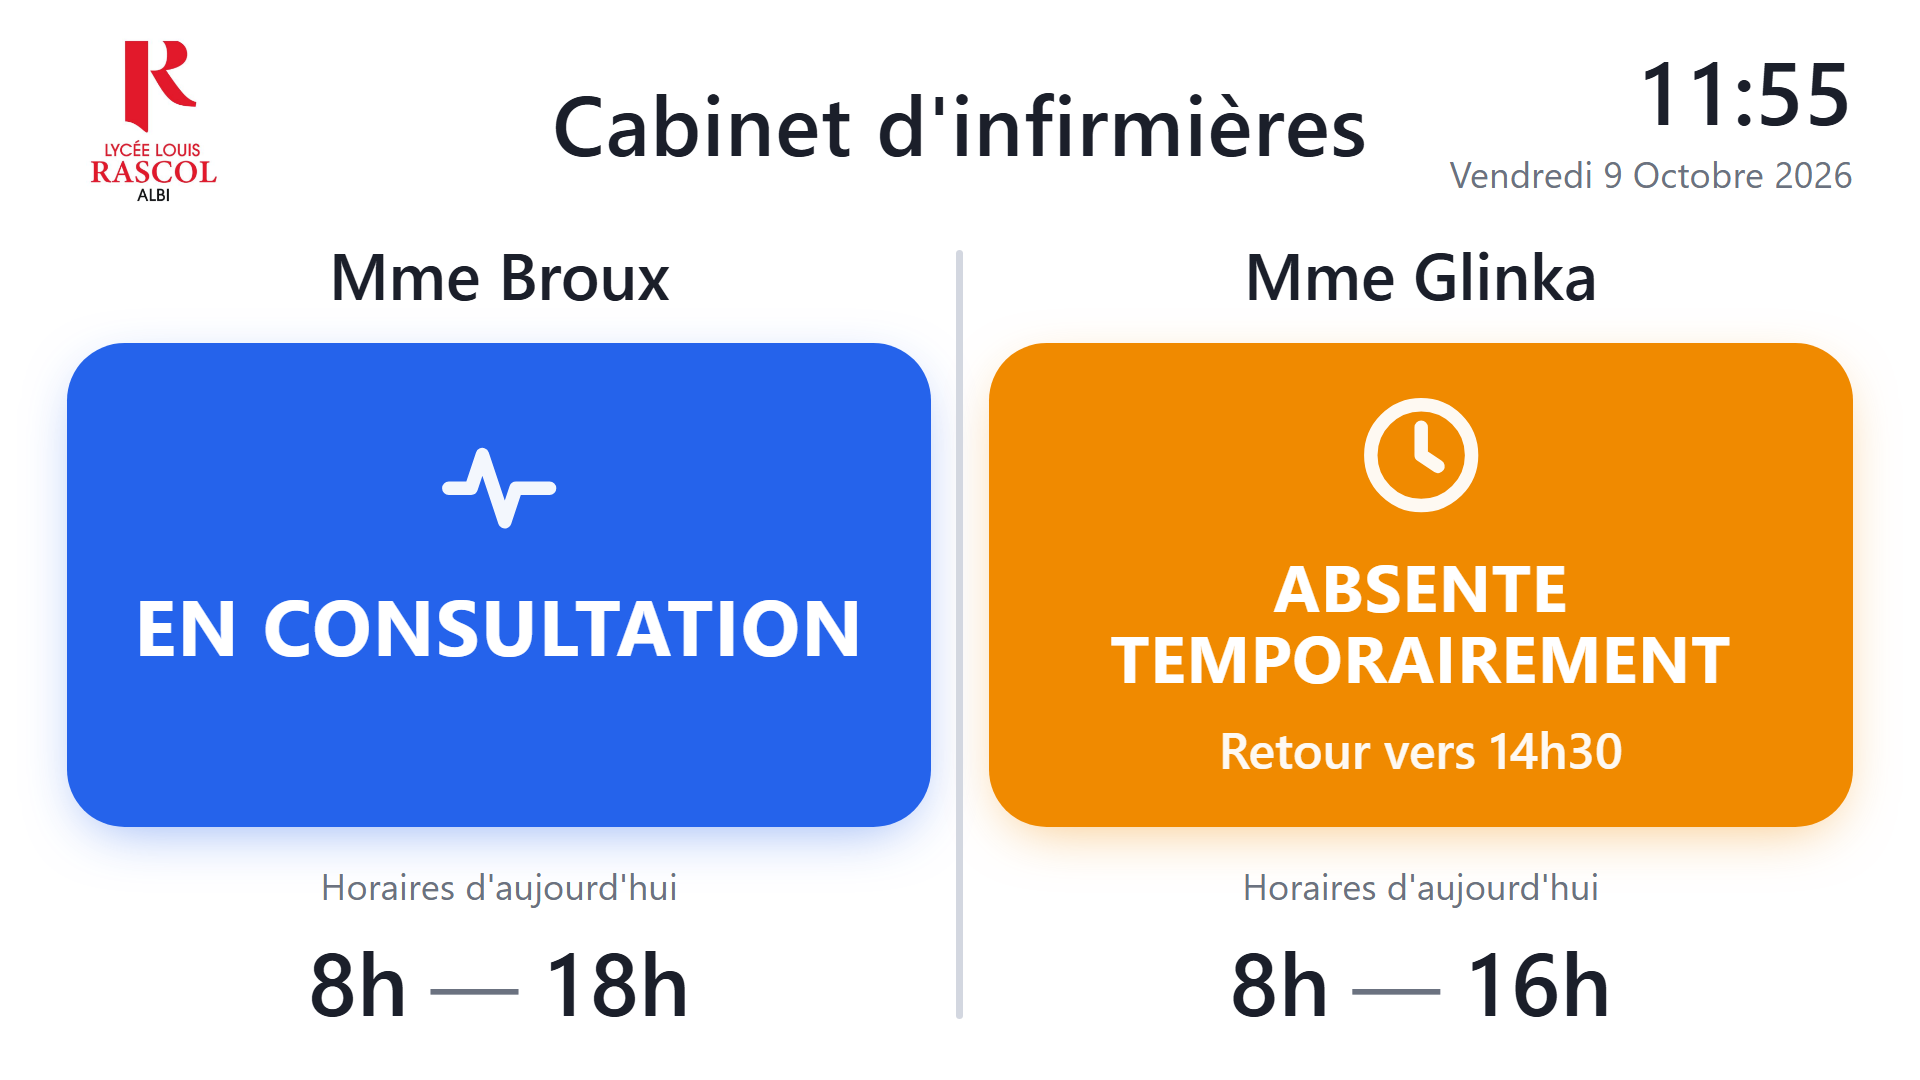 LYCÉE LOUIS
RASCOL
ALBI
Cabinet d'infirmières
11:55
Vendredi 9 Octobre 2026
Mme Broux
EN CONSULTATION
Horaires d'aujourd'hui
8h — 18h
Mme Glinka
ABSENTE
TEMPORAIREMENT
Retour vers 14h30
Horaires d'aujourd'hui
8h — 16h